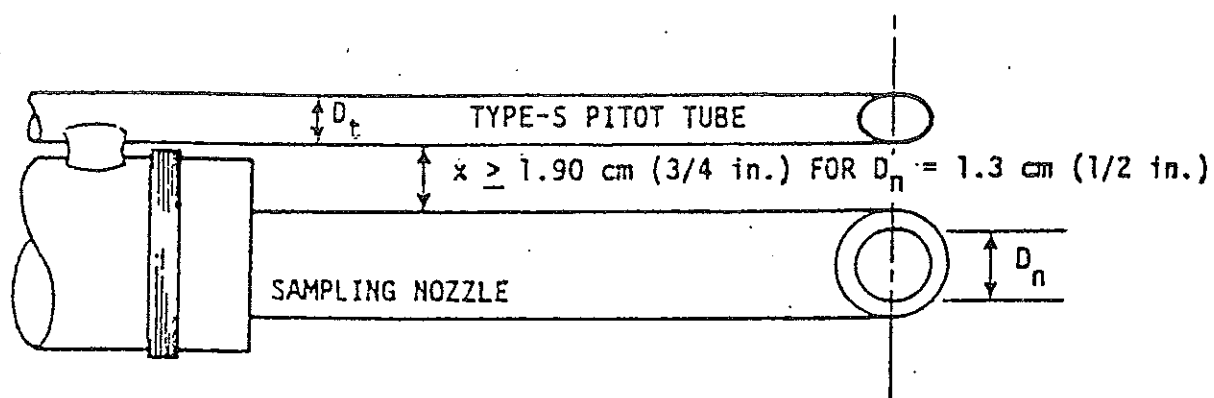 D_t
TYPE-S PITOT TUBE
x ≥ 1.90 cm (3/4 in.) FOR D_n = 1.3 cm (1/2 in.)
D_n
SAMPLING NOZZLE